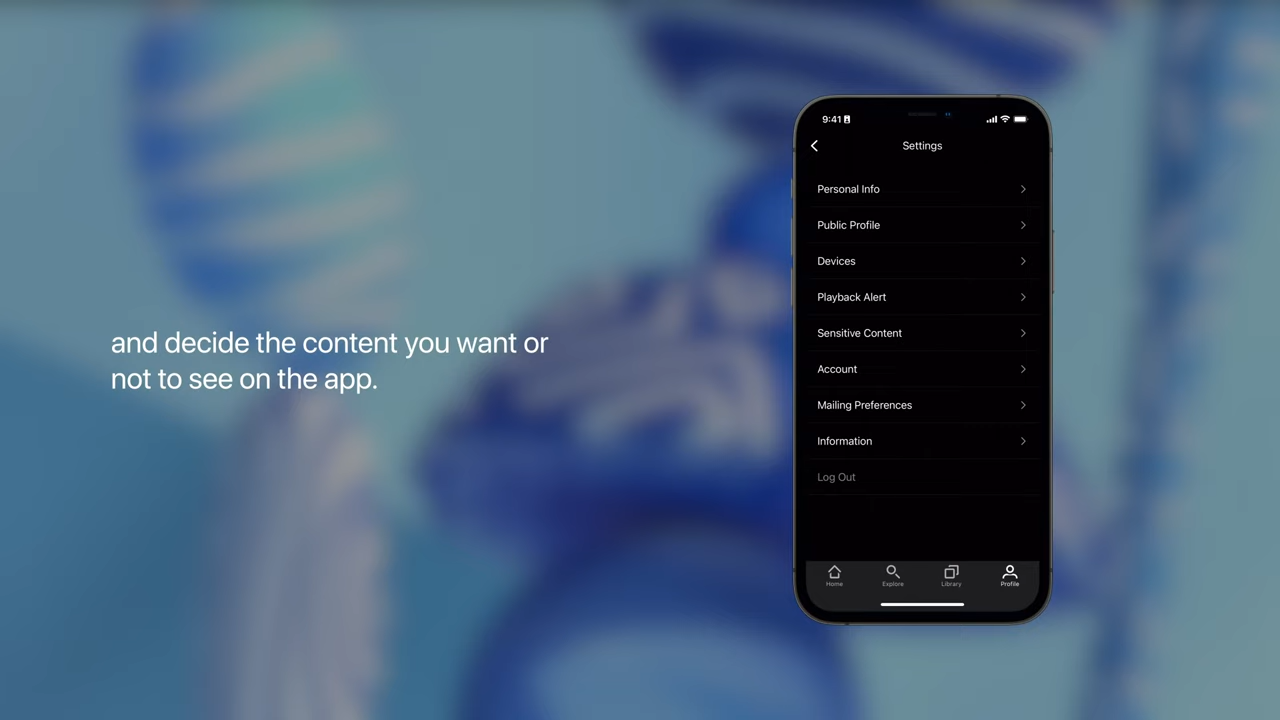 and decide the content you want or
not to see on the app.
9:41
Settings
Personal Info
Public Profile
Devices
Playback Alert
Sensitive Content
Account
Mailing Preferences
Information
Log Out
Home
Explore
Library
Profile